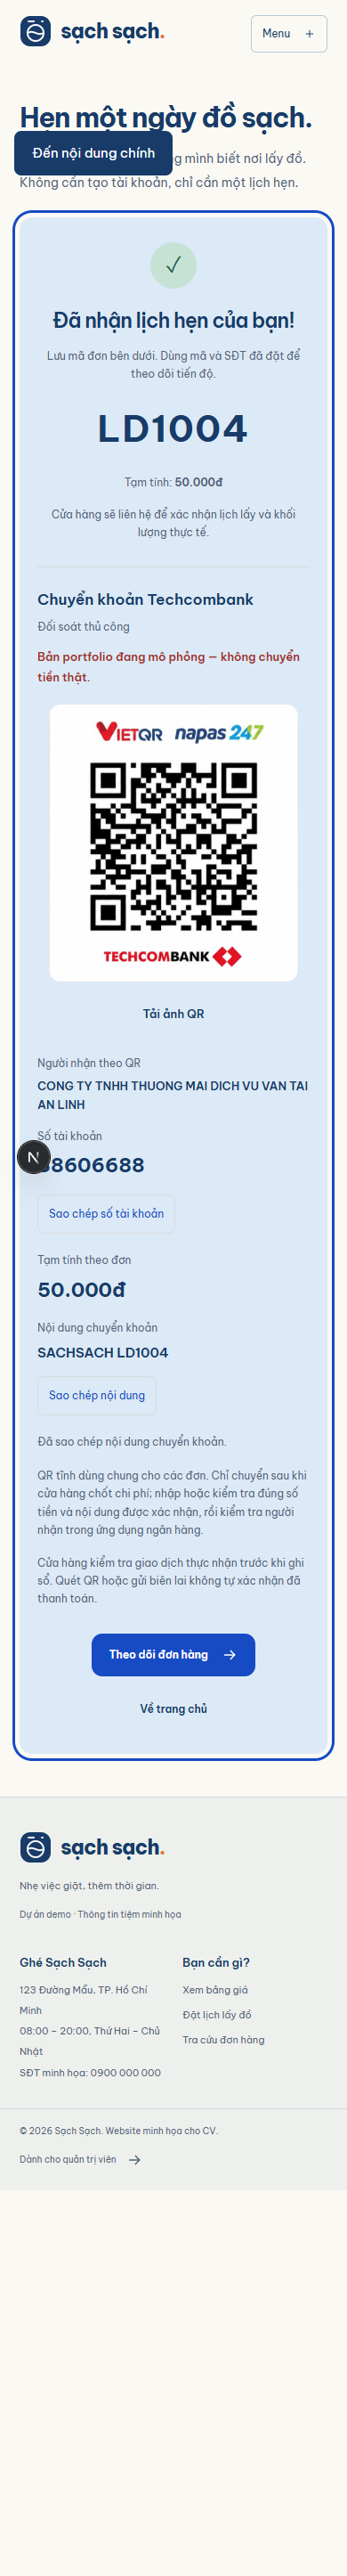 sạch sạch.
Menu +
Hẹn một ngày đồ sạch.
Đến nội dung chính
mình biết nơi lấy đồ.
Không cần tạo tài khoản, chỉ cần một lịch hẹn.
Đã nhận lịch hẹn của bạn!
Lưu mã đơn bên dưới. Dùng mã và SĐT đã đặt để
theo dõi tiến độ.
LD1004
Tạm tính: 50.000đ
Cửa hàng sẽ liên hệ để xác nhận lịch lấy và khối
lượng thực tế.
Chuyển khoản Techcombank
Đối soát thủ công
Bản portfolio đang mô phỏng — không chuyển
tiền thật.
VIETQR napas 247
TECHCOMBANK
Tải ảnh QR
Người nhận theo QR
CONG TY TNHH THUONG MAI DICH VU VAN TAI
AN LINH
Số tài khoản
N
8606688
Sao chép số tài khoản
Tạm tính theo đơn
50.000đ
Nội dung chuyển khoản
SACHSACH LD1004
Sao chép nội dung
Đã sao chép nội dung chuyển khoản.
QR tĩnh dùng chung cho các đơn. Chỉ chuyển sau khi
cửa hàng chốt chi phí; nhập hoặc kiểm tra đúng số
tiền và nội dung được xác nhận, rồi kiểm tra người
nhận trong ứng dụng ngân hàng.
Cửa hàng kiểm tra giao dịch thực nhận trước khi ghi
sổ. Quét QR hoặc gửi biên lai không tự xác nhận đã
thanh toán.
Theo dõi đơn hàng →
Về trang chủ
sạch sạch.
Nhẹ việc giặt, thêm thời gian.
Dự án demo · Thông tin tiệm minh họa
Ghé Sạch Sạch
123 Đường Mẫu, TP. Hồ Chí
Minh
08:00 – 20:00, Thứ Hai – Chủ
Nhật
SĐT minh họa: 0900 000 000
Bạn cần gì?
Xem bảng giá
Đặt lịch lấy đồ
Tra cứu đơn hàng
© 2026 Sạch Sạch. Website minh họa cho CV.
Dành cho quản trị viên →